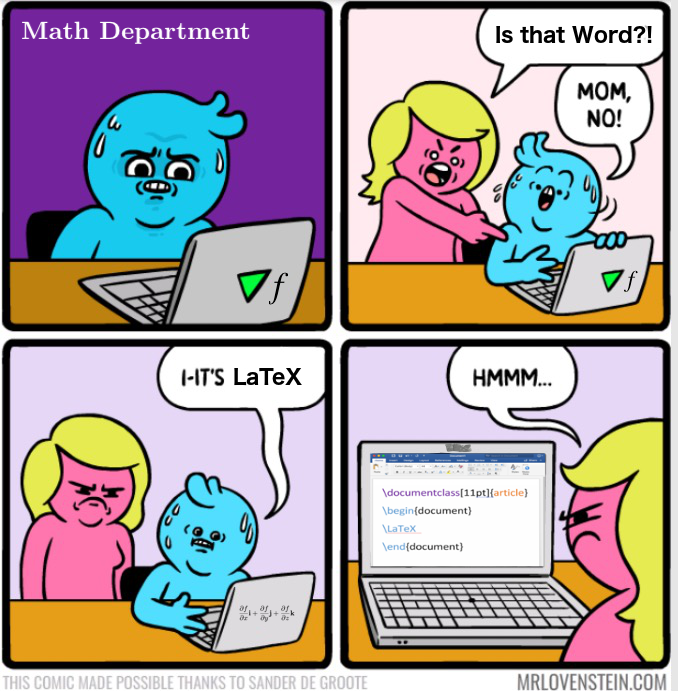 Math Department
▼f
Is that Word?!
MOM,
NO!
▼f
I-IT'S LaTeX
∂f/∂x i + ∂f/∂y j + ∂f/∂z k
HMMM...
\documentclass[11pt]{article}
\begin{document}
\LaTeX
\end{document}
THIS COMIC MADE POSSIBLE THANKS TO SANDER DE GROOTE
MRLOVENSTEIN.COM